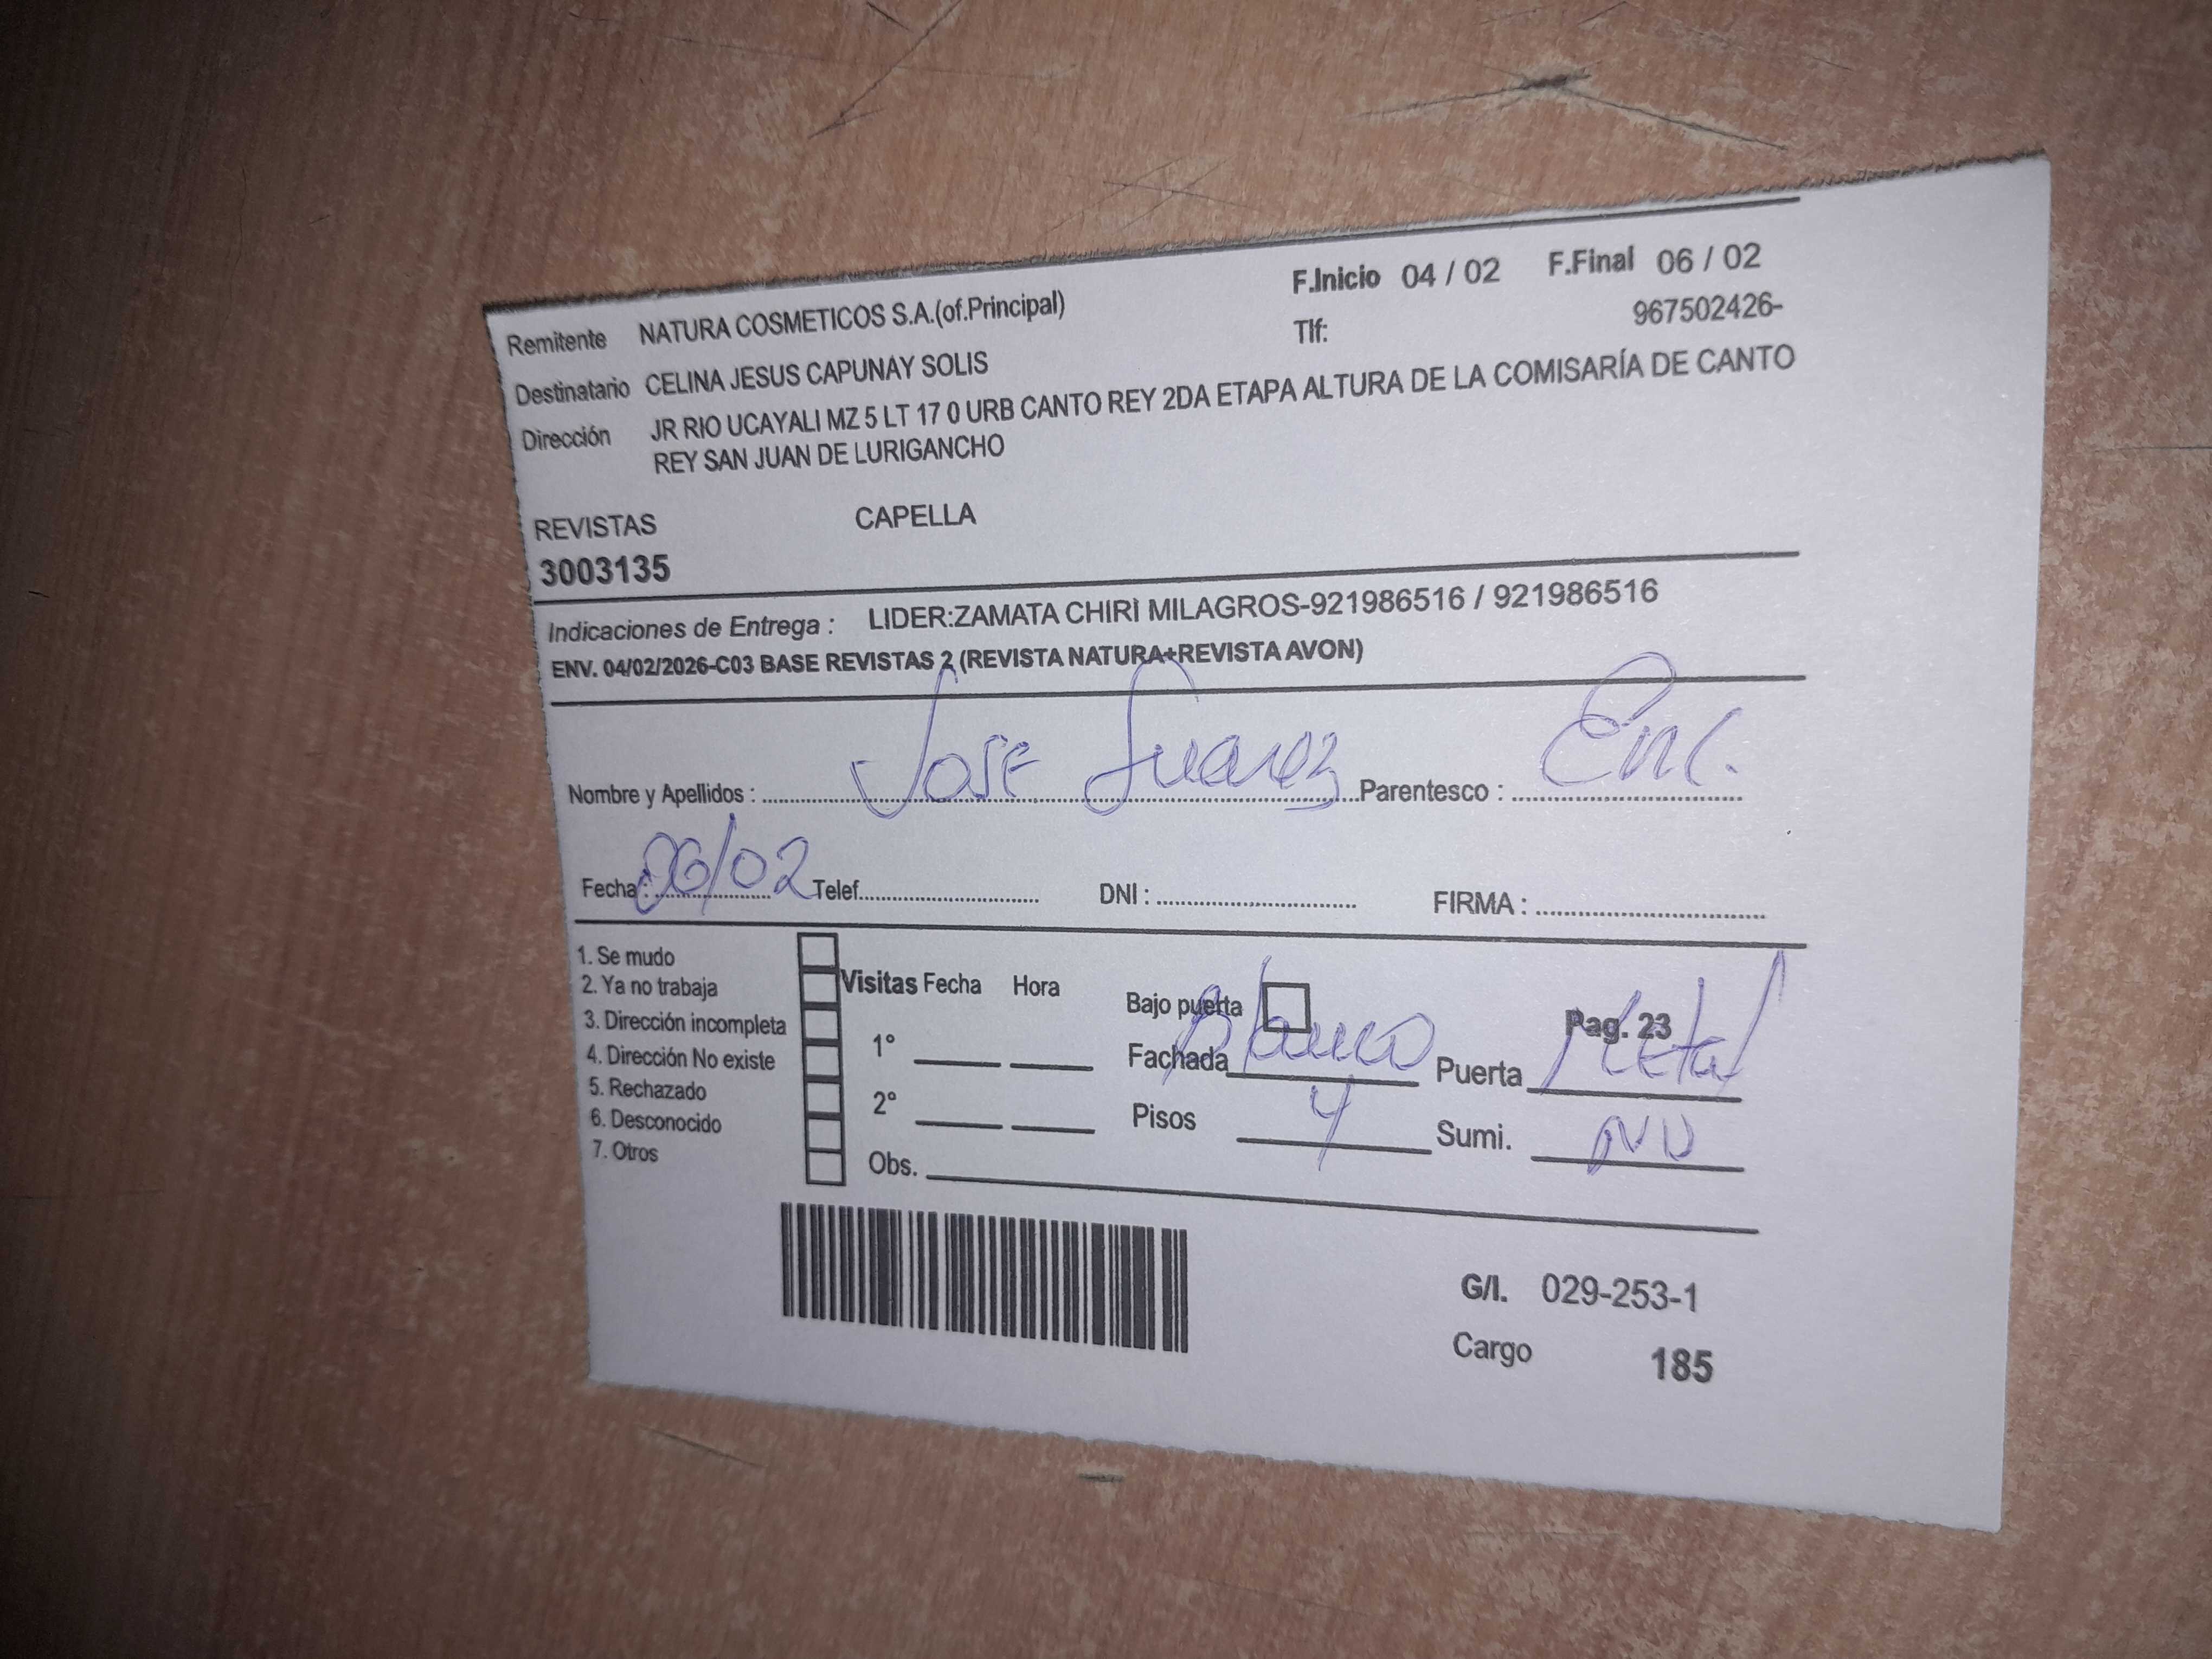 F.Inicio 04 / 02 F.Final 06 / 02
Remitente NATURA COSMETICOS S.A.(of.Principal) Tlf: 967502426-
Destinatario CELINA JESUS CAPUNAY SOLIS
Dirección JR RIO UCAYALI MZ 5 LT 17 0 URB CANTO REY 2DA ETAPA ALTURA DE LA COMISARÍA DE CANTO
REY SAN JUAN DE LURIGANCHO
REVISTAS CAPELLA
3003135
Indicaciones de Entrega : LIDER:ZAMATA CHIRI MILAGROS-921986516 / 921986516
ENV. 04/02/2026-C03 BASE REVISTAS 2 (REVISTA NATURA+REVISTA AVON)
Nombre y Apellidos : Jose Suarez Parentesco : Enc.
Fecha : 06/02 Telef. DNI : FIRMA :
1. Se mudo
2. Ya no trabaja
3. Dirección incompleta
4. Dirección No existe
5. Rechazado
6. Desconocido
7. Otros
Visitas Fecha Hora
1°
2°
Obs.
Bajo puerta Pag. 23
Fachada Blanco Puerta Metal
Pisos 4 Sumi. NO
G/I. 029-253-1
Cargo 185